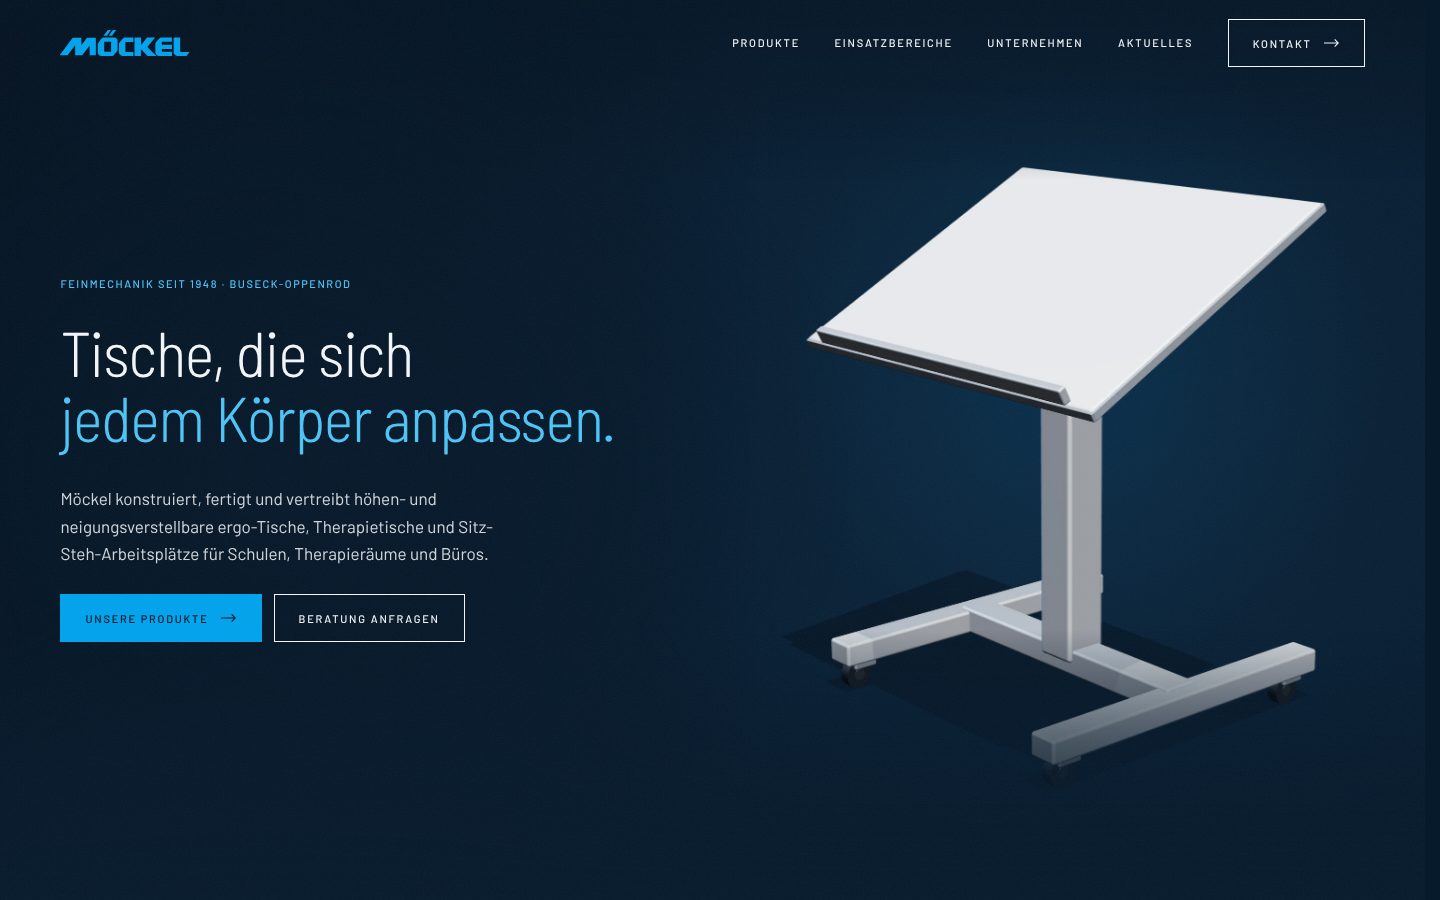 MÖCKEL
PRODUKTE
EINSATZBEREICHE
UNTERNEHMEN
AKTUELLES
KONTAKT →
FEINMECHANIK SEIT 1948 · BUSECK-OPPENROD
Tische, die sich
jedem Körper anpassen.
Möckel konstruiert, fertigt und vertreibt höhen- und
neigungsverstellbare ergo-Tische, Therapietische und Sitz-
Steh-Arbeitsplätze für Schulen, Therapieräume und Büros.
UNSERE PRODUKTE →
BERATUNG ANFRAGEN